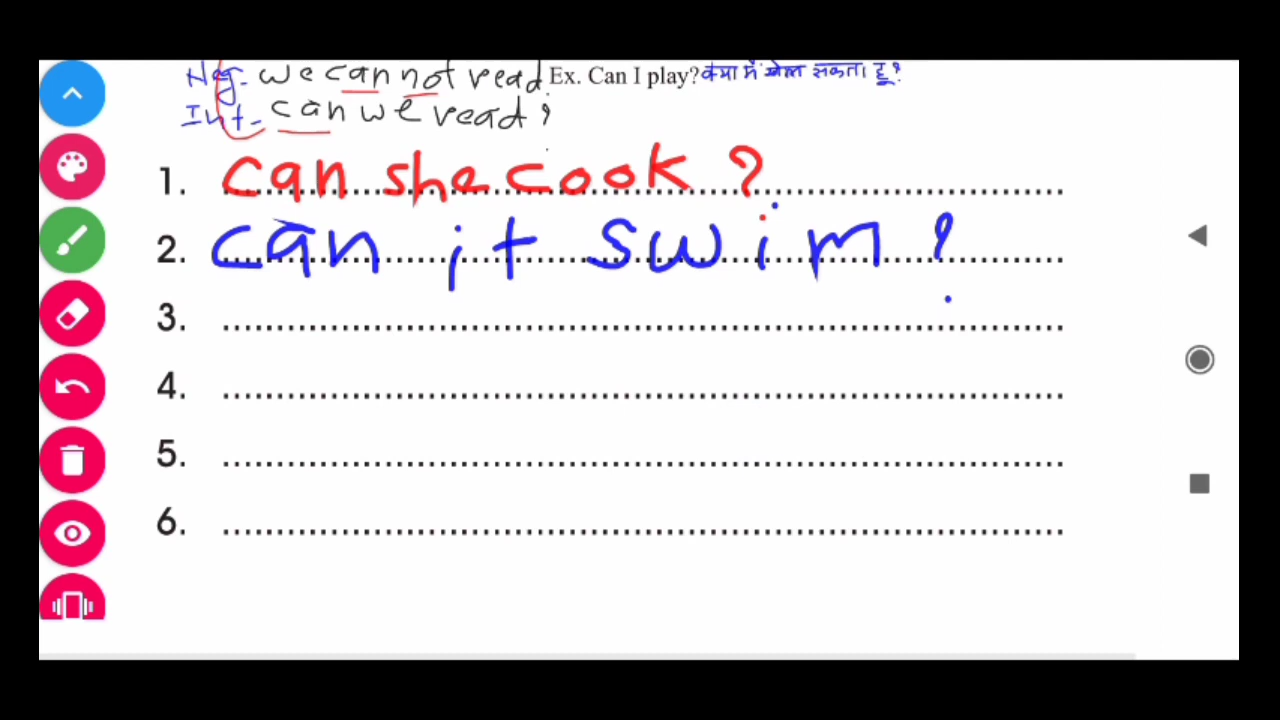 Neg- we can not read Ex. Can I play? क्या मैं खेल सकता हूँ?
Int- can we read?
1. can she cook ?
2. can it swim ?
3.
4.
5.
6.